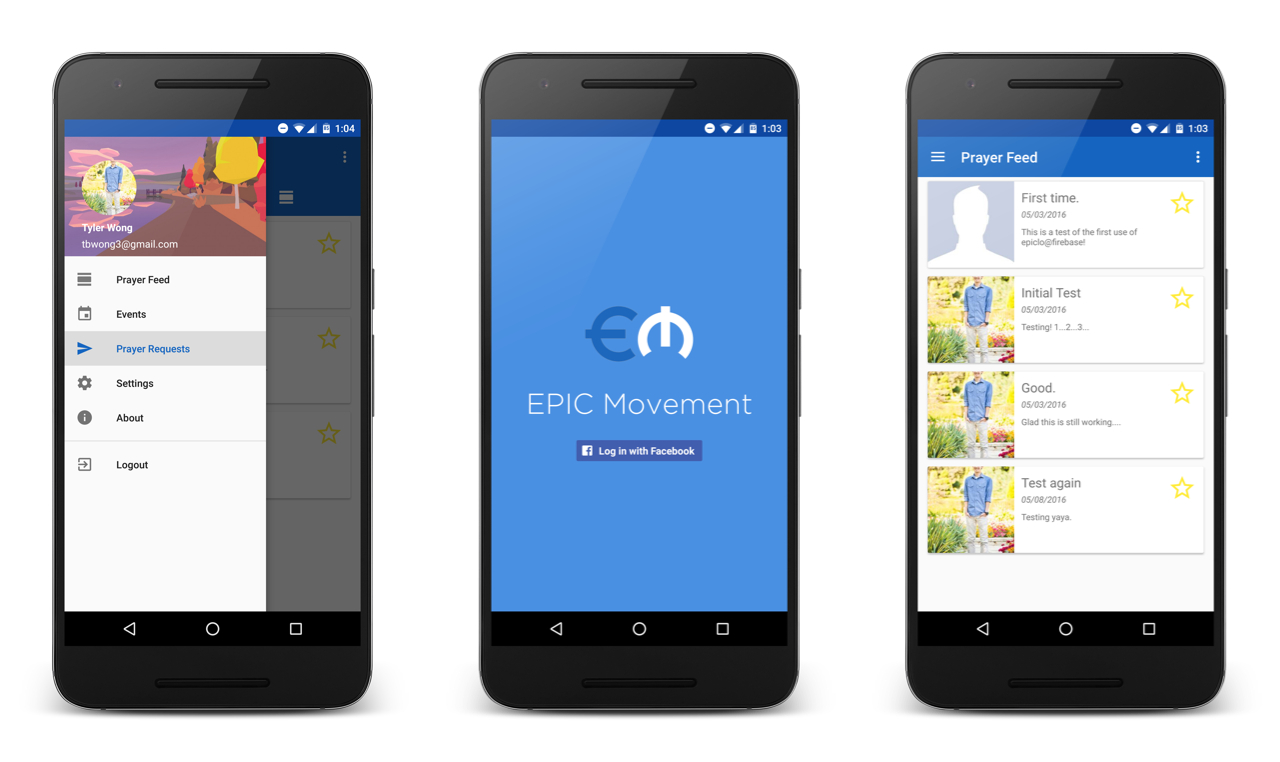 1:04
Tyler Wong
tbwong3@gmail.com
Prayer Feed
Events
Prayer Requests
Settings
About
Logout
1:03
EPIC Movement
Log in with Facebook
1:03
Prayer Feed
First time.
05/03/2016
This is a test of the first use of
epiclo@firebase!
Initial Test
05/03/2016
Testing! 1...2...3...
Good.
05/03/2016
Glad this is still working....
Test again
05/08/2016
Testing yaya.